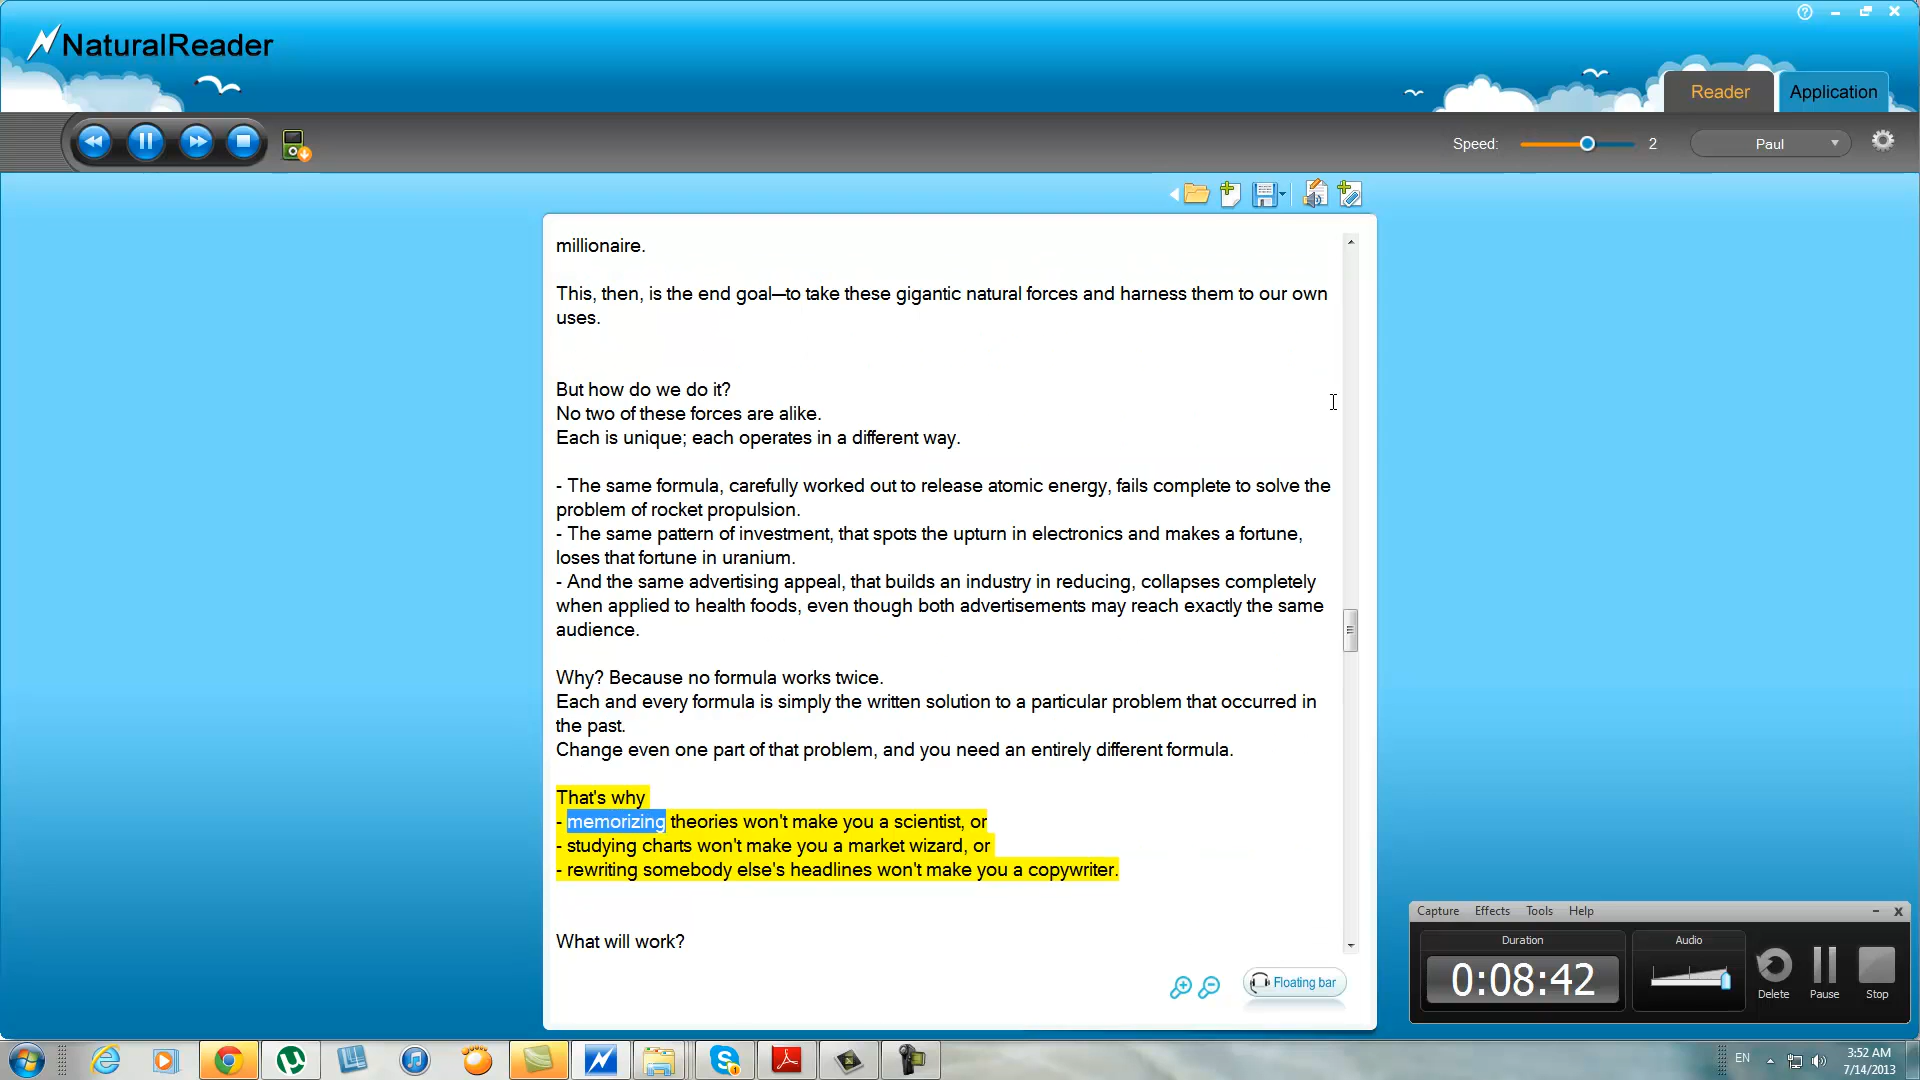 NaturalReader
Reader
Application
Speed:
2
Paul
millionaire.
This, then, is the end goal—to take these gigantic natural forces and harness them to our own
uses.
But how do we do it?
No two of these forces are alike.
Each is unique; each operates in a different way.
- The same formula, carefully worked out to release atomic energy, fails complete to solve the
problem of rocket propulsion.
- The same pattern of investment, that spots the upturn in electronics and makes a fortune,
loses that fortune in uranium.
- And the same advertising appeal, that builds an industry in reducing, collapses completely
when applied to health foods, even though both advertisements may reach exactly the same
audience.
Why? Because no formula works twice.
Each and every formula is simply the written solution to a particular problem that occurred in
the past.
Change even one part of that problem, and you need an entirely different formula.
That's why
- memorizing theories won't make you a scientist, or
- studying charts won't make you a market wizard, or
- rewriting somebody else's headlines won't make you a copywriter.
What will work?
Floating bar
Capture Effects Tools Help
Duration
Audio
0:08:42
Delete
Pause
Stop
EN
3:52 AM
7/14/2013